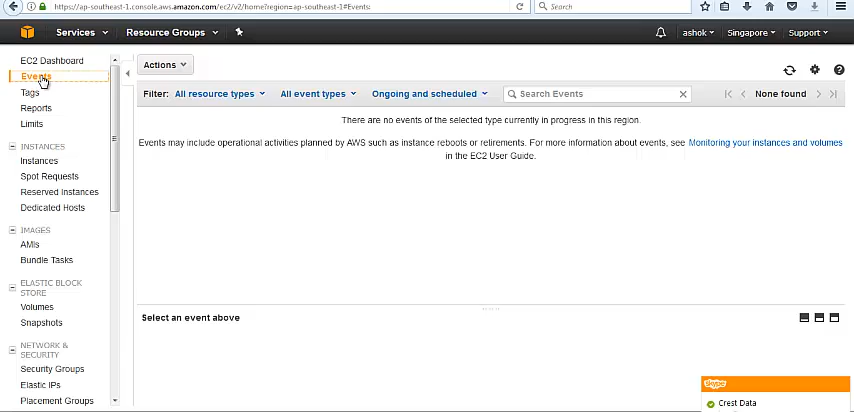 https://ap-southeast-1.console.aws.amazon.com/ec2/v2/home?region=ap-southeast-1#Events:
Search
Services
Resource Groups
ashok
Singapore
Support
EC2 Dashboard
Events
Tags
Reports
Limits
INSTANCES
Instances
Spot Requests
Reserved Instances
Dedicated Hosts
IMAGES
AMIs
Bundle Tasks
ELASTIC BLOCK
STORE
Volumes
Snapshots
NETWORK &
SECURITY
Security Groups
Elastic IPs
Placement Groups
Actions
Filter: All resource types All event types Ongoing and scheduled Search Events None found
There are no events of the selected type currently in progress in this region.
Events may include operational activities planned by AWS such as instance reboots or retirements. For more information about events, see Monitoring your instances and volumes
in the EC2 User Guide.
Select an event above
skype
Crest Data